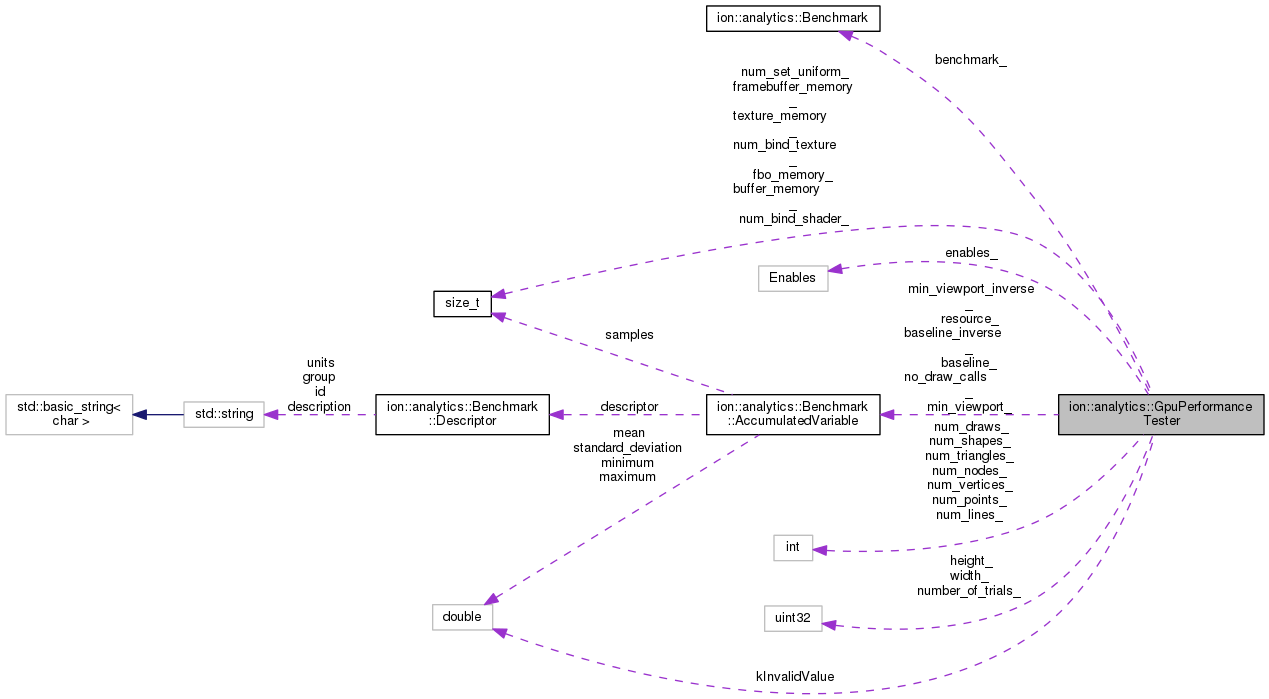 ion::analytics::Benchmark
benchmark_
num_set_uniform_
framebuffer_memory
_
texture_memory
_
num_bind_texture
_
fbo_memory_
buffer_memory
_
num_bind_shader_
enables_
Enables
min_viewport_inverse
_
resource_
baseline_inverse
_
baseline_
no_draw_calls
_
min_viewport_
size_t
samples
units
group
id
description
std::basic_string<
char >
std::string
ion::analytics::Benchmark
::Descriptor
descriptor
ion::analytics::Benchmark
::AccumulatedVariable
ion::analytics::GpuPerformance
Tester
mean
standard_deviation
minimum
maximum
num_draws_
num_shapes_
num_triangles_
num_nodes_
num_vertices_
num_points_
num_lines_
int
height_
width_
number_of_trials_
double
uint32
kInvalidValue